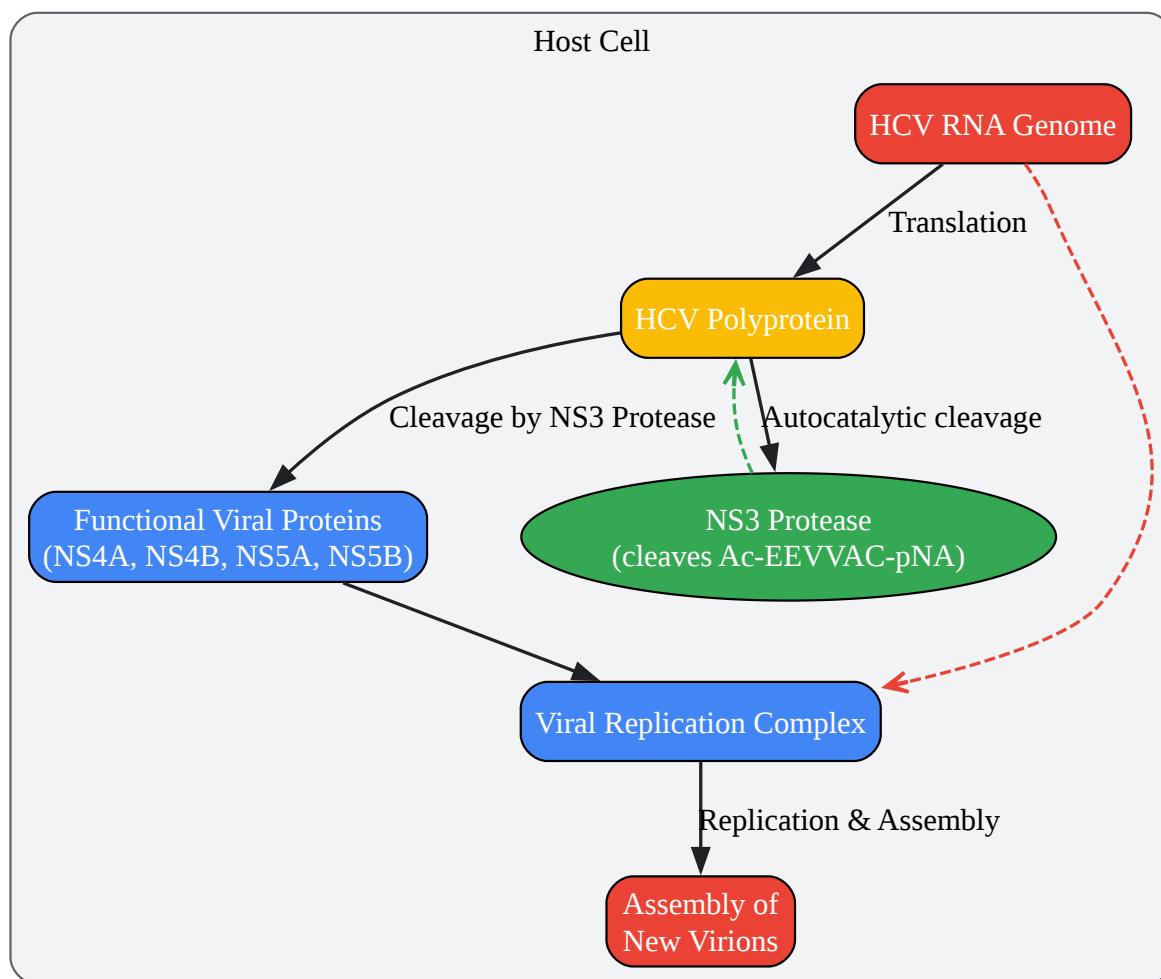 Host Cell
HCV RNA Genome
Translation
HCV Polyprotein
Cleavage by NS3 Protease
Autocatalytic cleavage
Functional Viral Proteins
(NS4A, NS4B, NS5A, NS5B)
NS3 Protease
(cleaves Ac-EEVVAC-pNA)
Viral Replication Complex
Replication & Assembly
Assembly of
New Virions